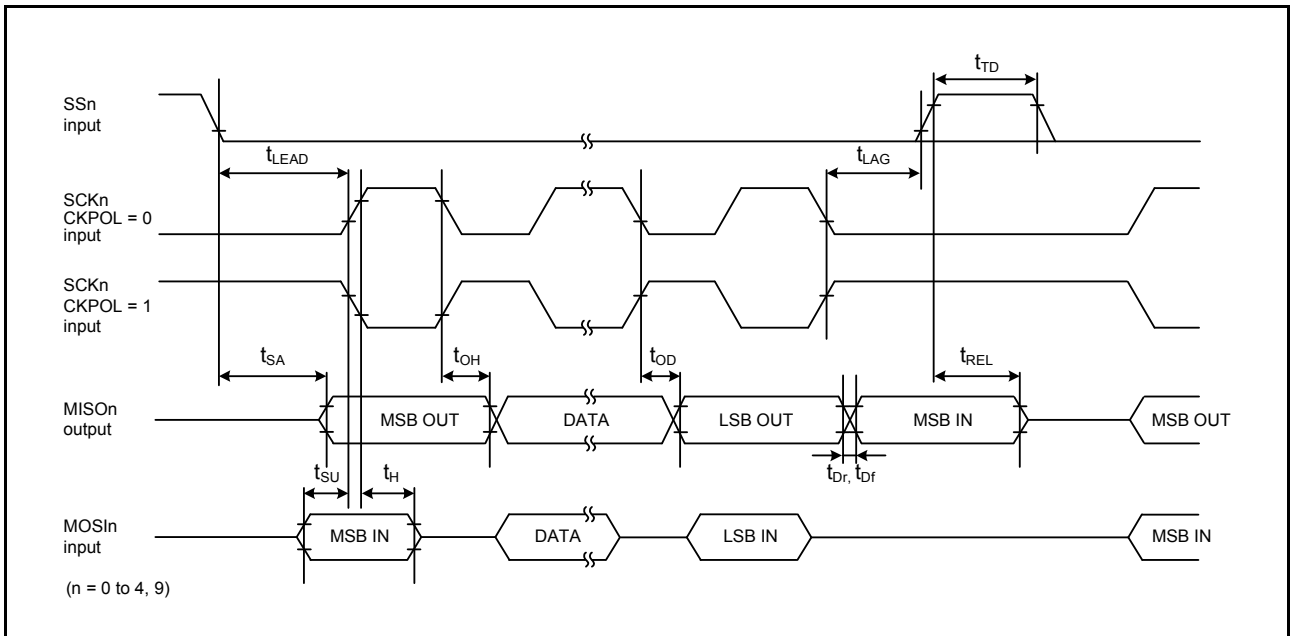 tTD
SSn
input
tLEAD
tLAG
SCKn
CKPOL = 0
input
SCKn
CKPOL = 1
input
tSA
tOH
tOD
tREL
MISOn
output
MSB OUT
DATA
LSB OUT
MSB IN
MSB OUT
tSU
tH
tDr, tDf
MOSIn
input
MSB IN
DATA
LSB IN
MSB IN
(n = 0 to 4, 9)